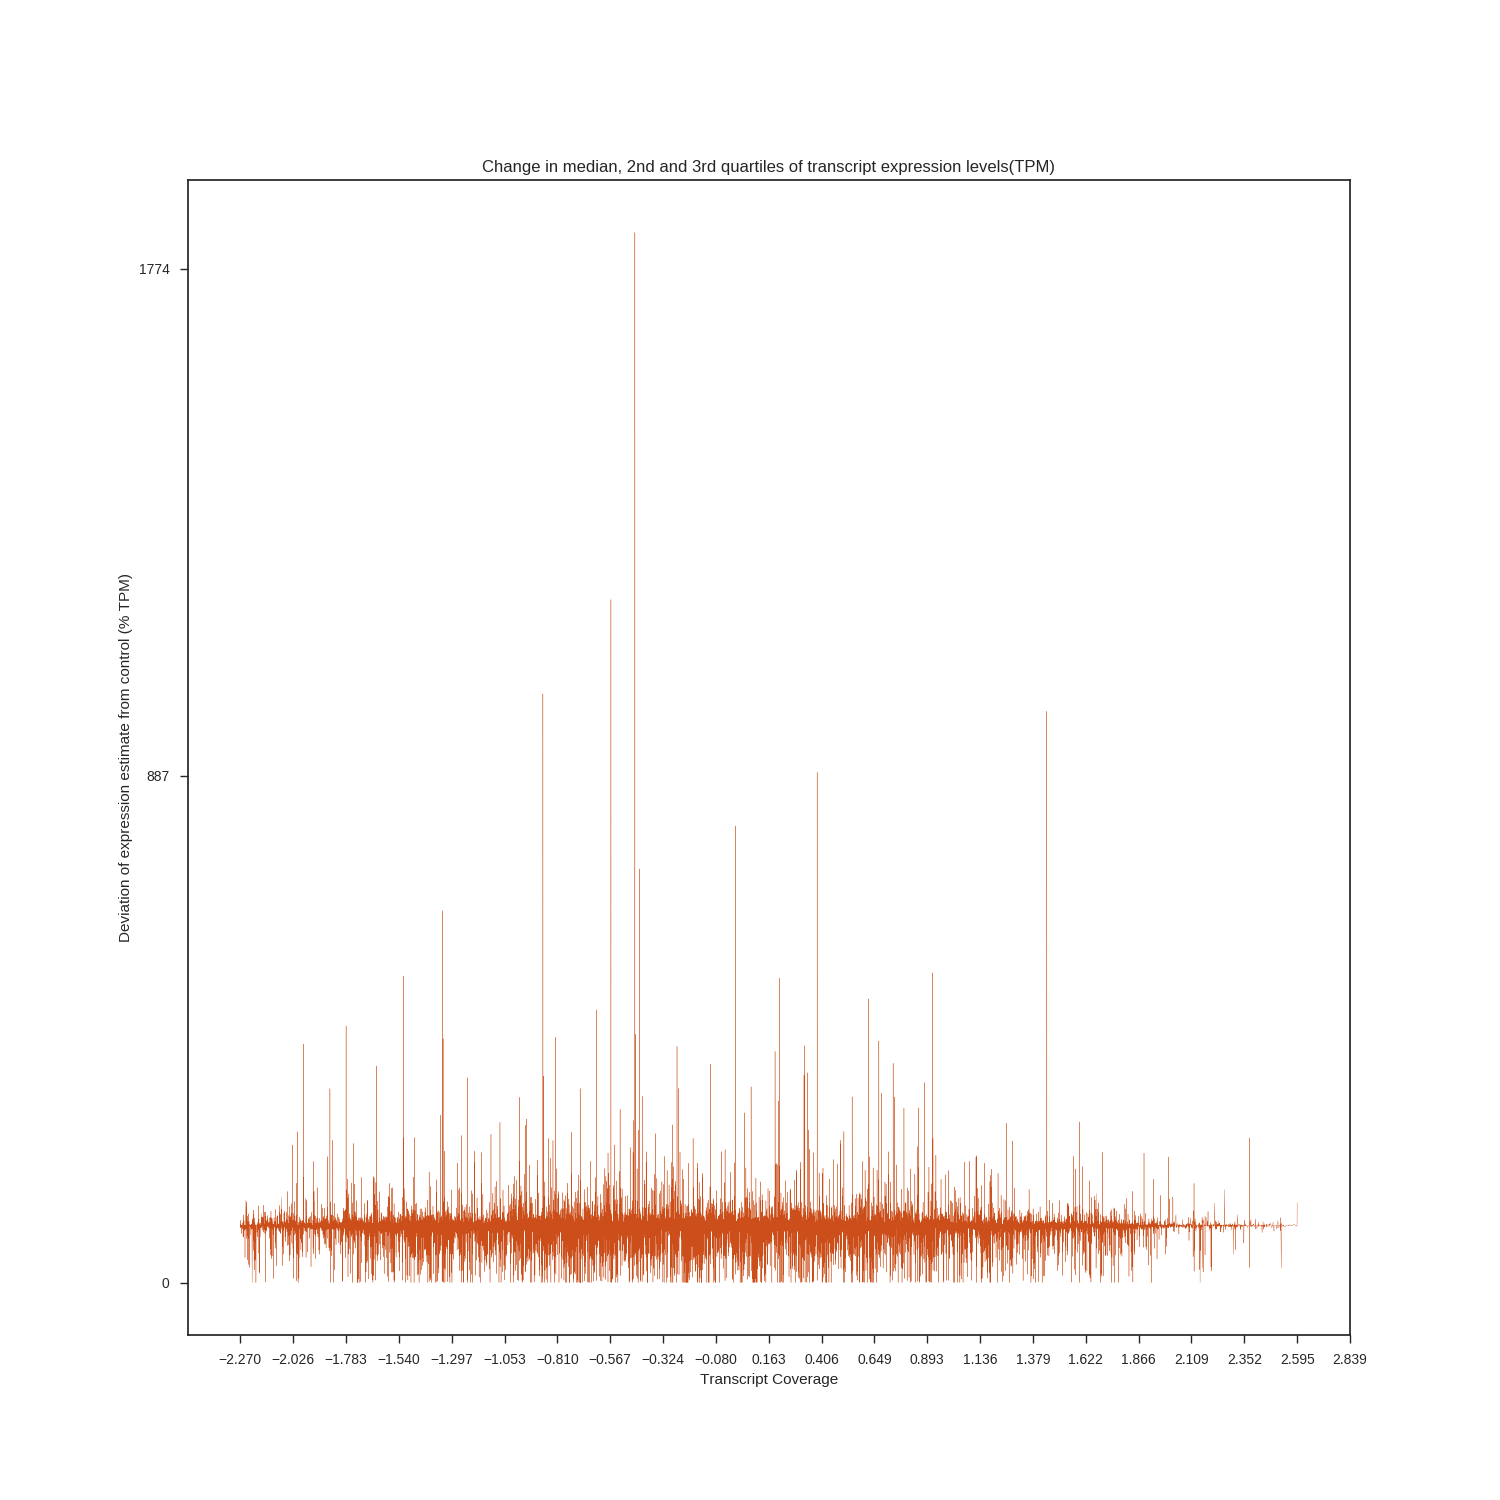 Change in median, 2nd and 3rd quartiles of transcript expression levels(TPM)
1774
887
0
Deviation of expression estimate from control (% TPM)
−2.270 −2.026 −1.783 −1.540 −1.297 −1.053 −0.810 −0.567 −0.324 −0.080 0.163 0.406 0.649 0.893 1.136 1.379 1.622 1.866 2.109 2.352 2.595 2.839
Transcript Coverage